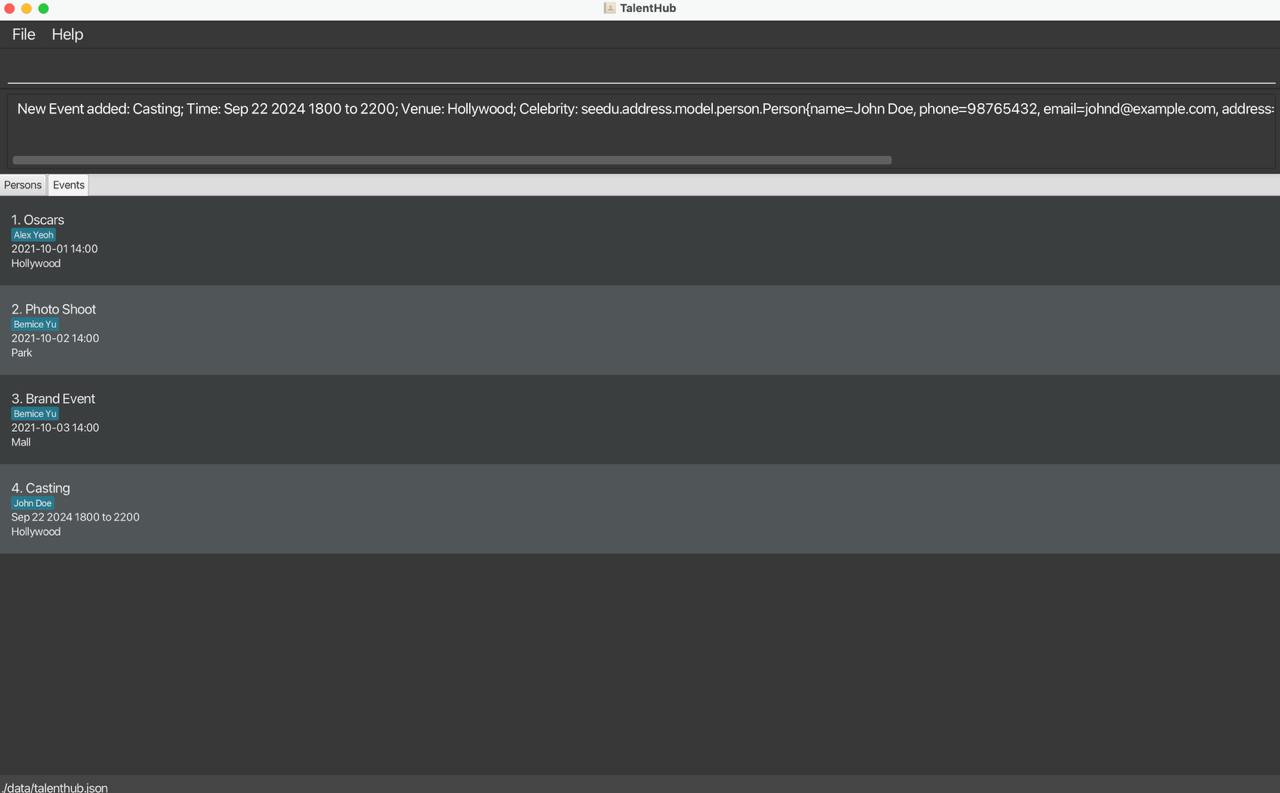 TalentHub
File Help
New Event added: Casting; Time: Sep 22 2024 1800 to 2200; Venue: Hollywood; Celebrity: seedu.address.model.person.Person{name=John Doe, phone=98765432, email=johnd@example.com, address=
Persons Events
1. Oscars
Alex Yeoh
2021-10-01 14:00
Hollywood
2. Photo Shoot
Bernice Yu
2021-10-02 14:00
Park
3. Brand Event
Bernice Yu
2021-10-03 14:00
Mall
4. Casting
John Doe
Sep 22 2024 1800 to 2200
Hollywood
./data/talenthub.json